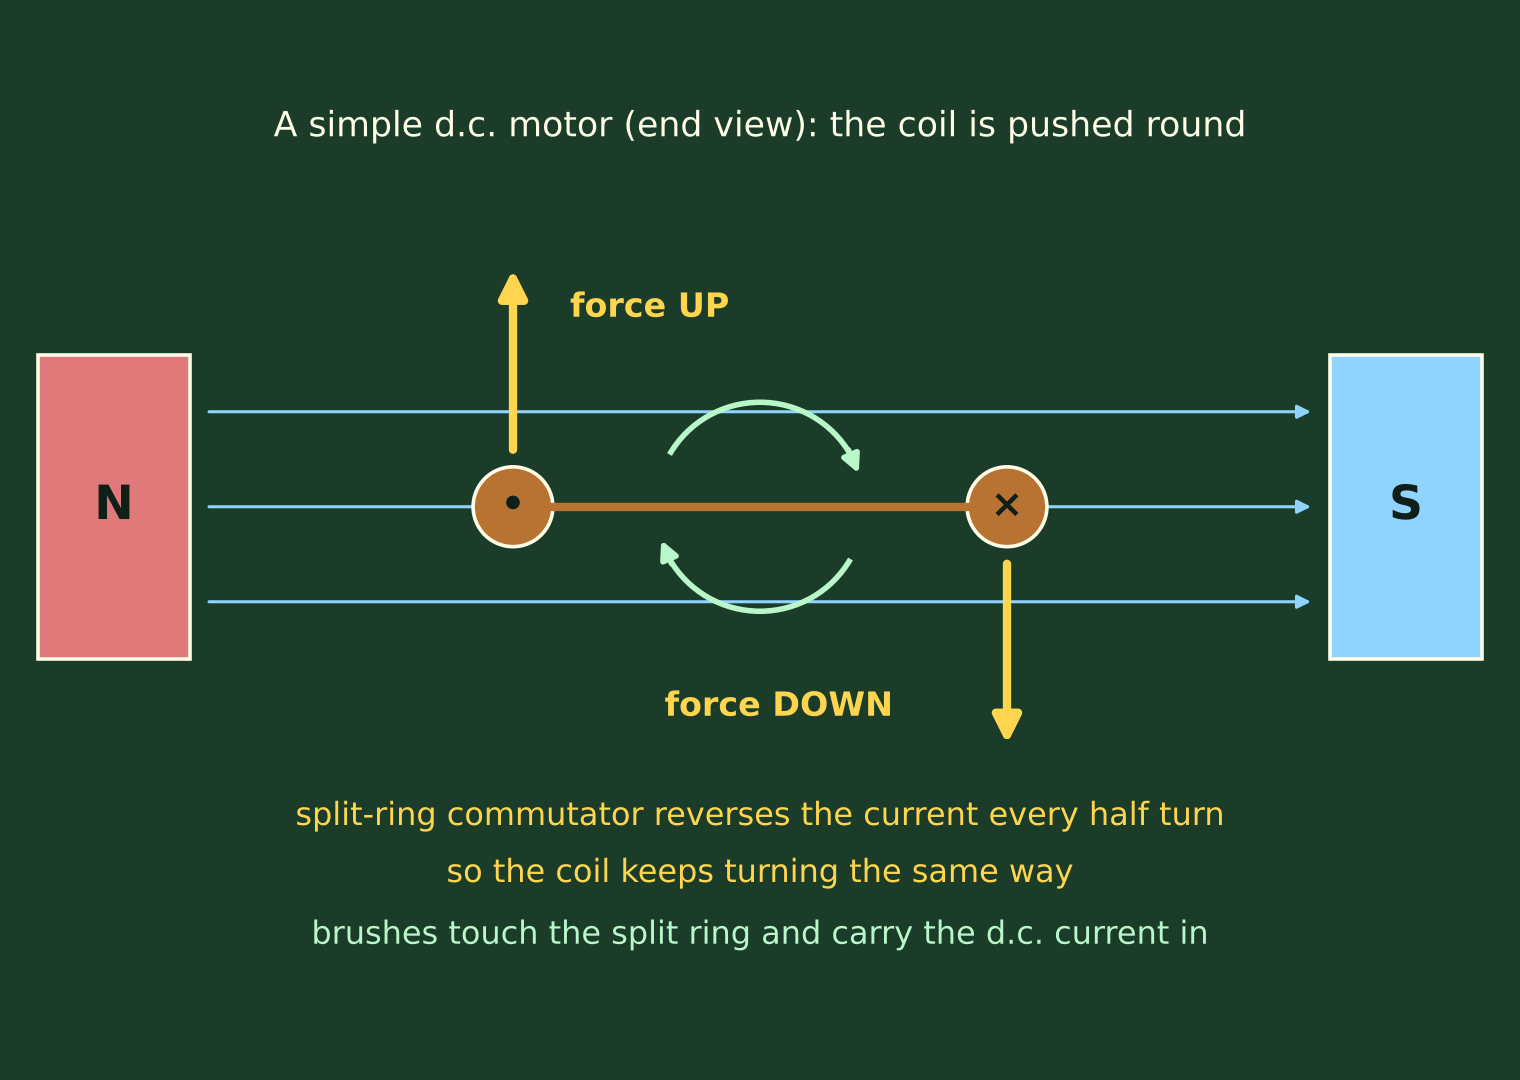 A simple d.c. motor (end view): the coil is pushed round
force UP
N
•
×
S
force DOWN
split-ring commutator reverses the current every half turn
so the coil keeps turning the same way
brushes touch the split ring and carry the d.c. current in